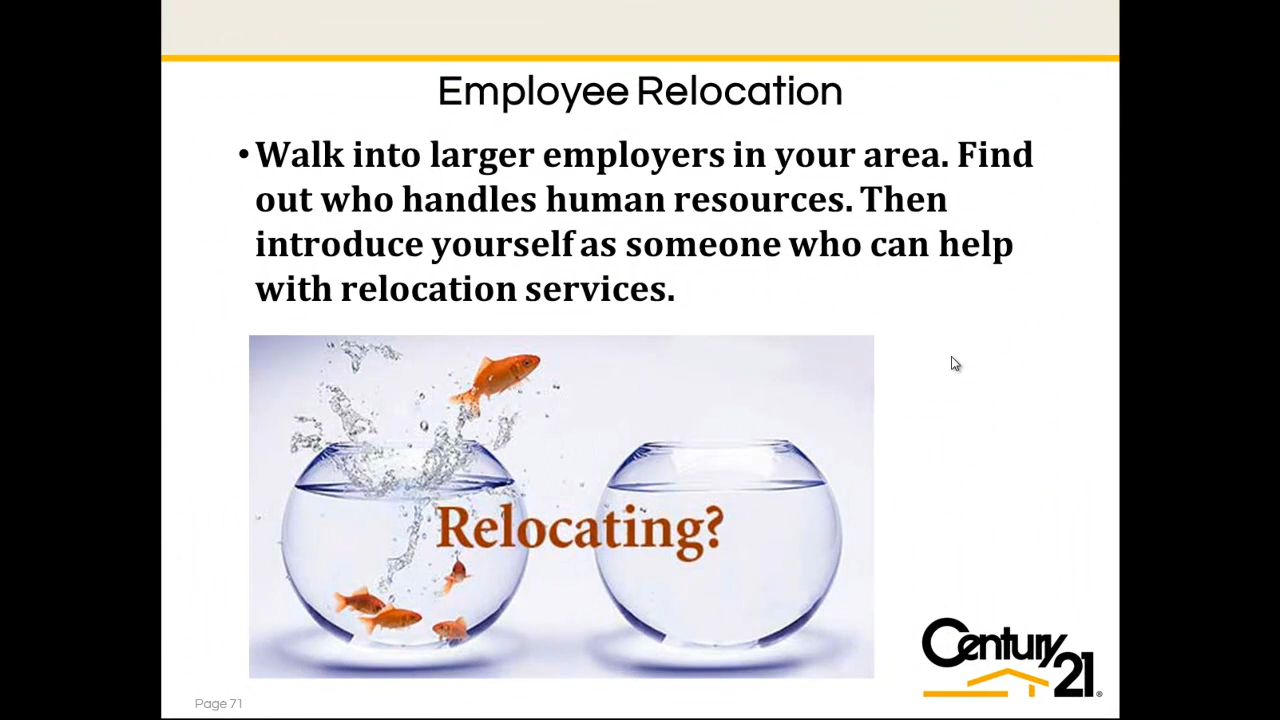 Employee Relocation
• Walk into larger employers in your area. Find
out who handles human resources. Then
introduce yourself as someone who can help
with relocation services.
Relocating?
Century
21®
Page 71